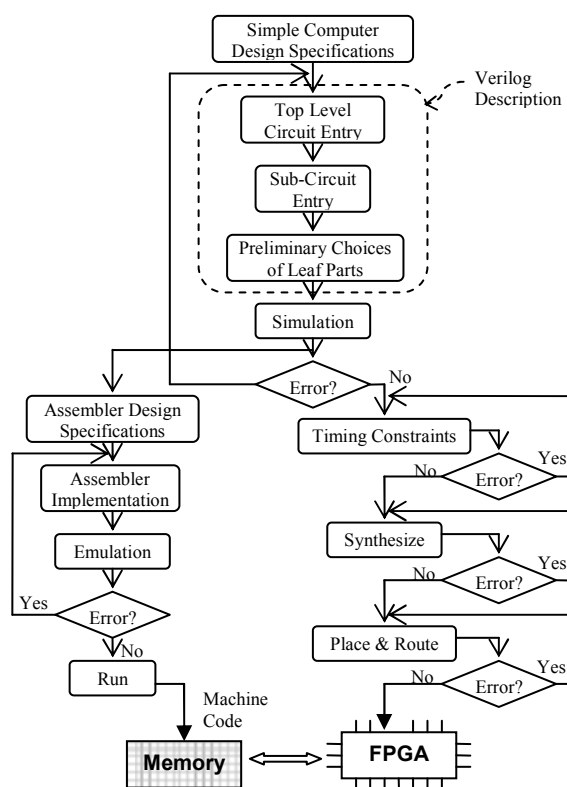 Simple Computer
Design Specifications
Verilog
Description
Top Level
Circuit Entry
Sub-Circuit
Entry
Preliminary Choices
of Leaf Parts
Simulation
Error?
No
Assembler Design
Specifications
Timing Constraints
Error?
No
Yes
Assembler
Implementation
Synthesize
Emulation
Error?
No
Yes
Yes
Error?
No
Place & Route
Run
Error?
No
Yes
Machine
Code
Memory
FPGA